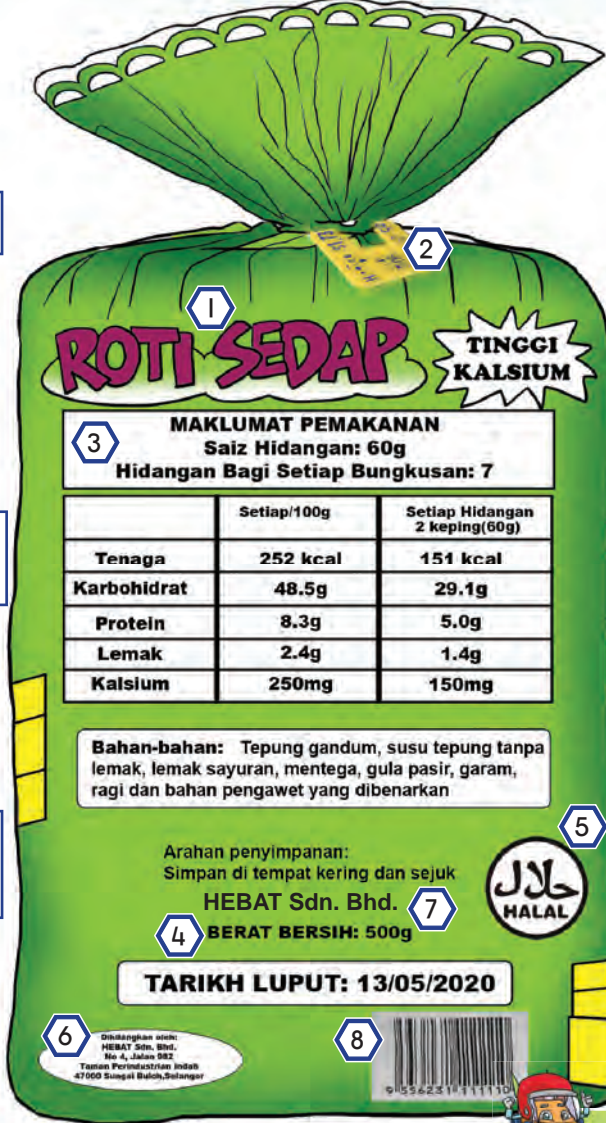 2
1
ROTI SEDAP
TINGGI
KALSIUM
3
MAKLUMAT PEMAKANAN
Saiz Hidangan: 60g
Hidangan Bagi Setiap Bungkusan: 7
Setiap/100g Setiap Hidangan
2 keping(60g)
Tenaga 252 kcal 151 kcal
Karbohidrat 48.5g 29.1g
Protein 8.3g 5.0g
Lemak 2.4g 1.4g
Kalsium 250mg 150mg
Bahan-bahan: Tepung gandum, susu tepung tanpa
lemak, lemak sayuran, mentega, gula pasir, garam,
ragi dan bahan pengawet yang dibenarkan
5
Arahan penyimpanan:
Simpan di tempat kering dan sejuk
حلال
HALAL
HEBAT Sdn. Bhd. 7
4 BERAT BERSIH: 500g
TARIKH LUPUT: 13/05/2020
6
Dihilangkan oleh:
HEBAT Sdn. Bhd.
No 4, Jalan
Taman Perindustrian Indah
47000 Sungai Buloh,Selangor
8
9 556231 111110